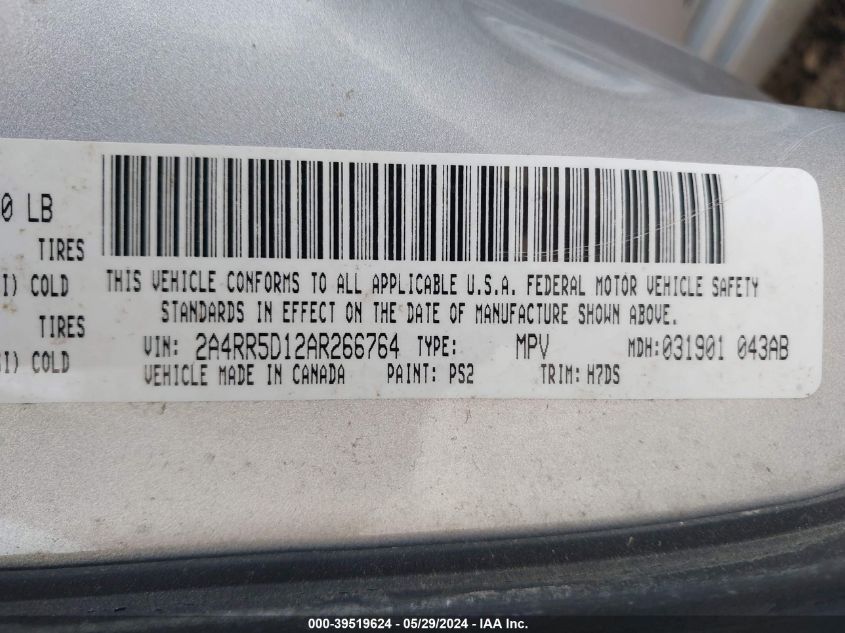 0 LB
TIRES
I) COLD
TIRES
I) COLD
THIS VEHICLE CONFORMS TO ALL APPLICABLE U.S.A. FEDERAL MOTOR VEHICLE SAFETY
STANDARDS IN EFFECT ON THE DATE OF MANUFACTURE SHOWN ABOVE.
VIN: 2A4RR5D12AR266764 TYPE: MPV MDH:031901 043AB
VEHICLE MADE IN CANADA PAINT: PS2 TRIM: H7DS
000-39519624 - 05/29/2024 - IAA Inc.